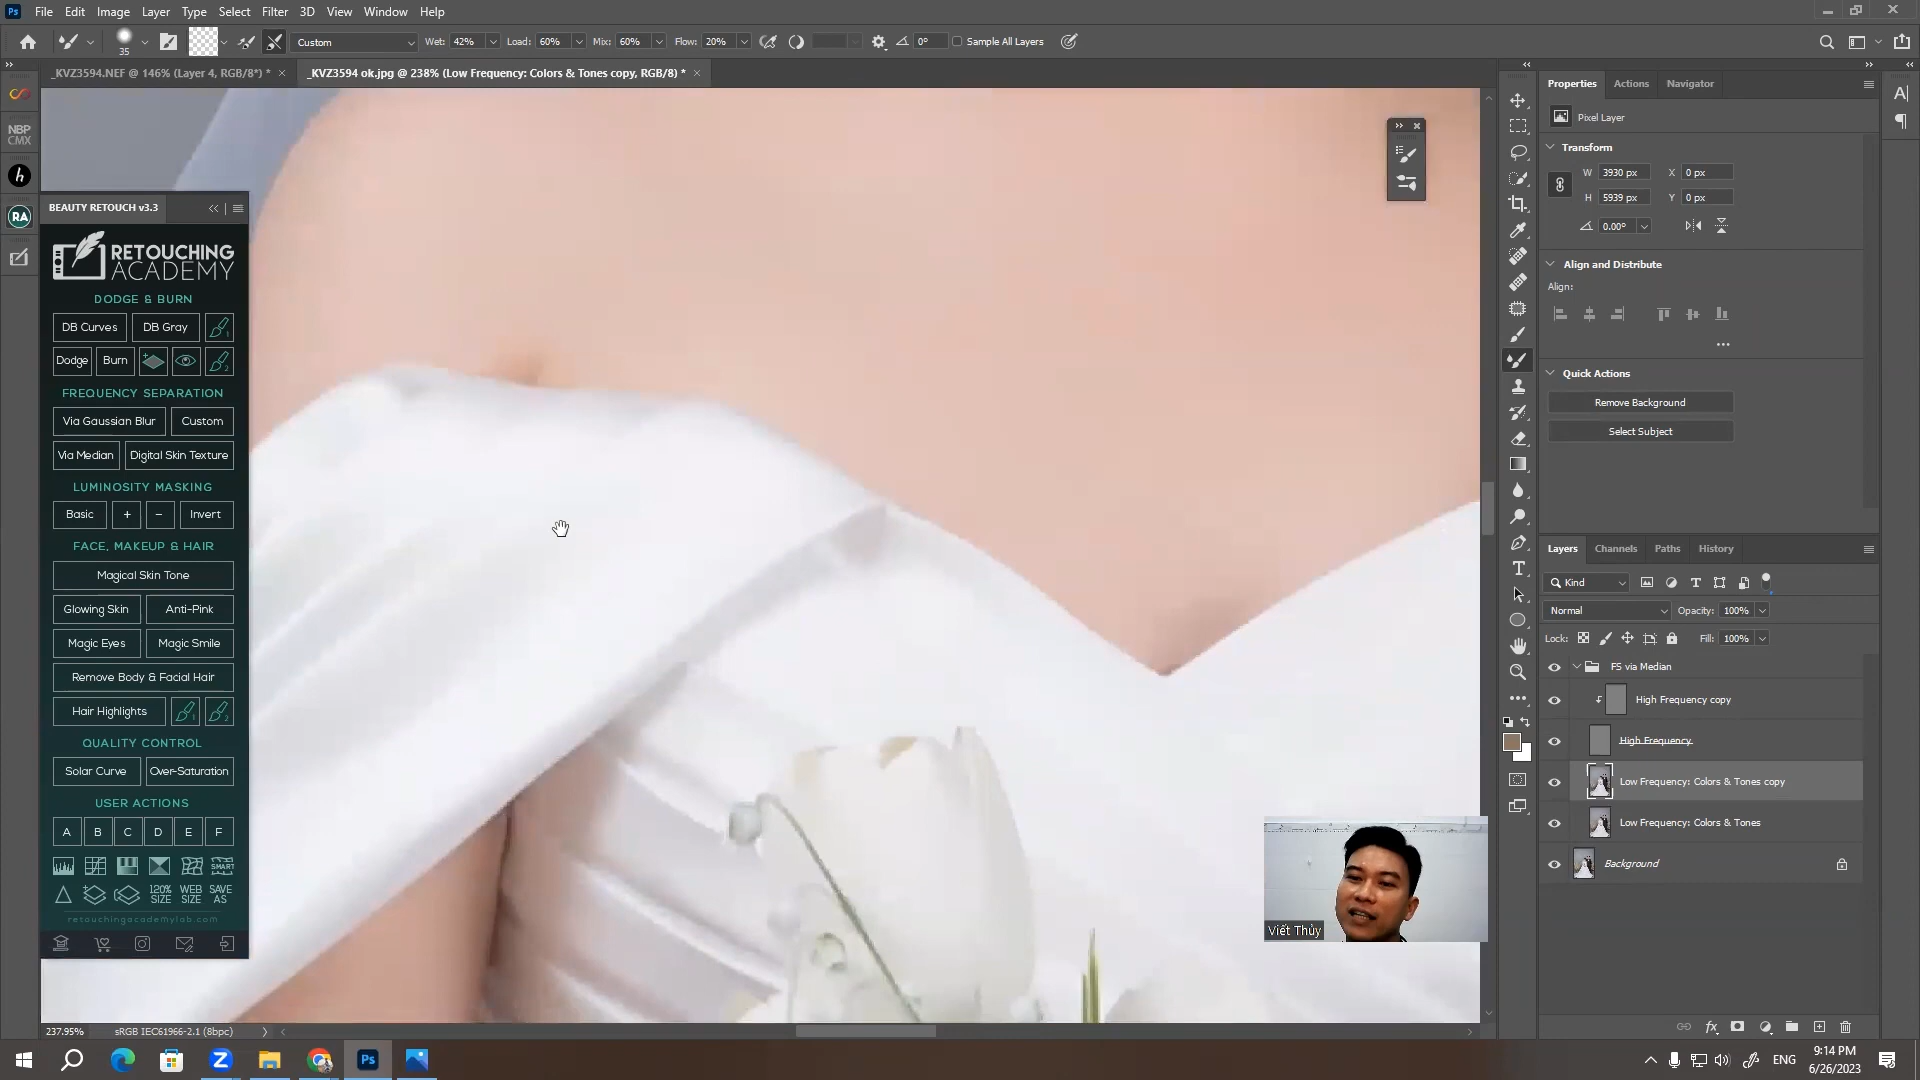 Ps File Edit Image Layer Type Select Filter 3D View Window Help
35 Custom Wet: 42% Load: 60% Mix: 60% Flow: 20% 0° Sample All Layers
_KVZ3594.NEF @ 146% (Layer 4, RGB/8*) * ×
_KVZ3594 ok.jpg @ 238% (Low Frequency: Colors & Tones copy, RGB/8) * ×
NBP
CMX
h
RA
BEAUTY RETOUCH v3.3
RETOUCHING
ACADEMY
DODGE & BURN
DB Curves DB Gray 1
Dodge Burn 2
FREQUENCY SEPARATION
Via Gaussian Blur Custom
Via Median Digital Skin Texture
LUMINOSITY MASKING
Basic + − Invert
FACE, MAKEUP & HAIR
Magical Skin Tone
Glowing Skin Anti-Pink
Magic Eyes Magic Smile
Remove Body & Facial Hair
Hair Highlights 1 2
QUALITY CONTROL
Solar Curve Over-Saturation
USER ACTIONS
A B C D E F
SMART
120% SIZE WEB SIZE SAVE AS
retouchingacademylab.com
Viết Thủy
237.95% sRGB IEC61966-2.1 (8bpc)
Properties Actions Navigator
Pixel Layer
Transform
W 3930 px X 0 px
H 5939 px Y 0 px
0.00°
Align and Distribute
Align:
Quick Actions
Remove Background
Select Subject
Layers Channels Paths History
Kind
Normal Opacity: 100%
Lock: Fill: 100%
FS via Median
High Frequency copy
High Frequency
Low Frequency: Colors & Tones copy
Low Frequency: Colors & Tones
Background
fx
Z Ps ENG 9:14 PM
6/26/2023